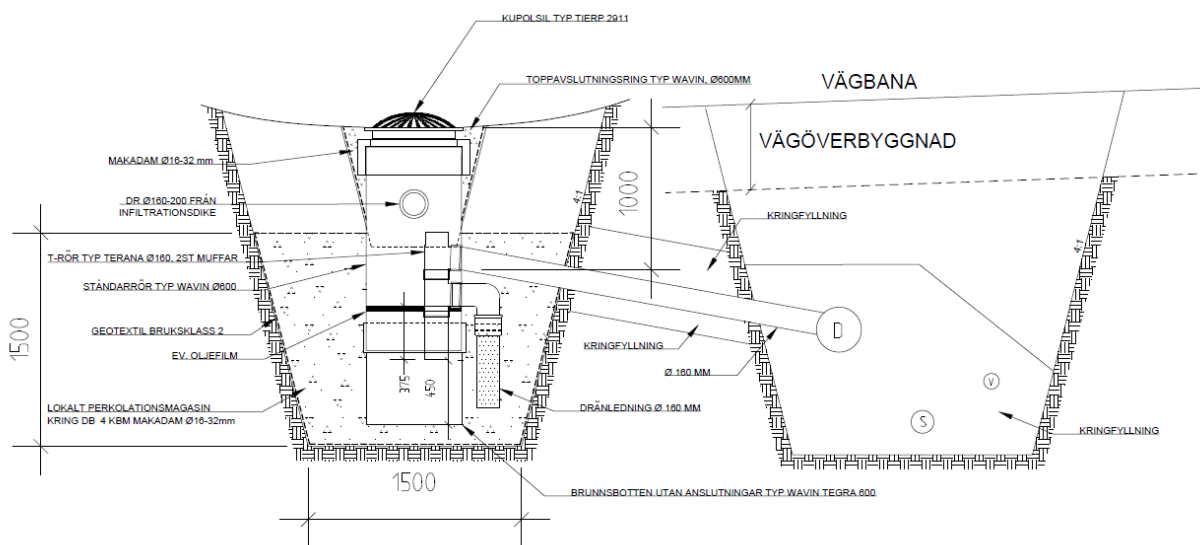 KUPOLSIL TYP TIERP 2911
TOPPAVSLUTNINGSRING TYP WAVIN, Ø600MM
VÄGBANA
VÄGÖVERBYGGNAD
MAKADAM Ø16-32 mm
4:1
1000
DR Ø160-200 FRÅN
INFILTRATIONSDIKE
KRINGFYLLNING
4:1
T-RÖR TYP TERANA Ø160, 2ST MUFFAR
STÅNDARRÖR TYP WAVIN Ø600
GEOTEXTIL BRUKSKLASS 2
1500
D
EV. OLJEFILM
KRINGFYLLNING
Ø 160 MM
375
450
V
LOKALT PERKOLATIONSMAGASIN
KRING DB 4 KBM MAKADAM Ø16-32mm
DRÄNLEDNING Ø 160 MM
S
KRINGFYLLNING
1500
BRUNNSBOTTEN UTAN ANSLUTNINGAR TYP WAVIN TEGRA 600